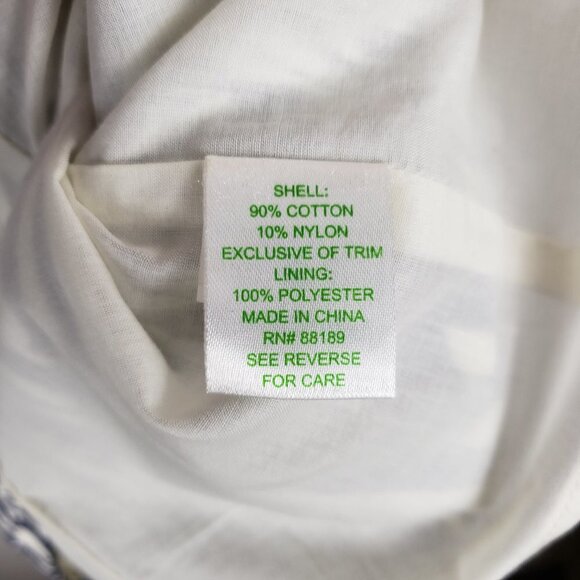 SHELL:
90% COTTON
10% NYLON
EXCLUSIVE OF TRIM
LINING:
100% POLYESTER
MADE IN CHINA
RN# 88189
SEE REVERSE
FOR CARE